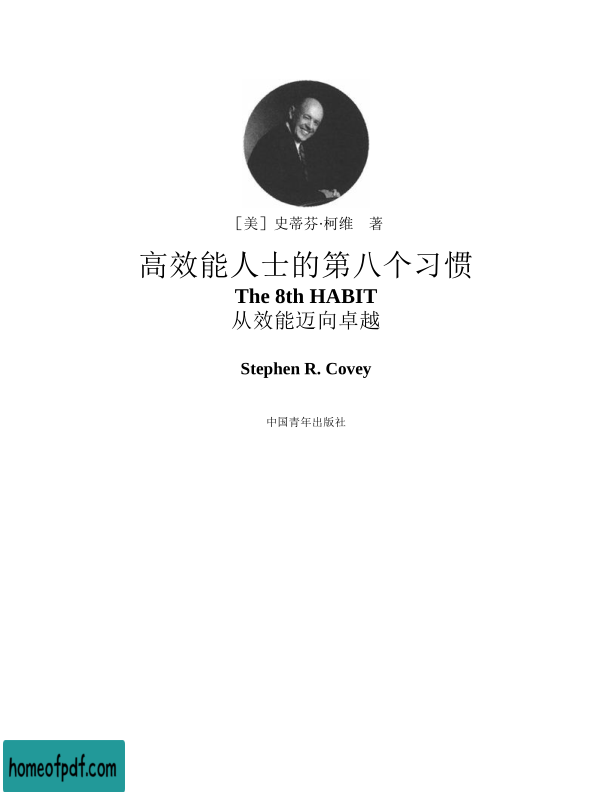 ［美］史蒂芬·柯维　著
高效能人士的第八个习惯
The 8th HABIT
从效能迈向卓越
Stephen R. Covey
中国青年出版社
homeofpdf.com